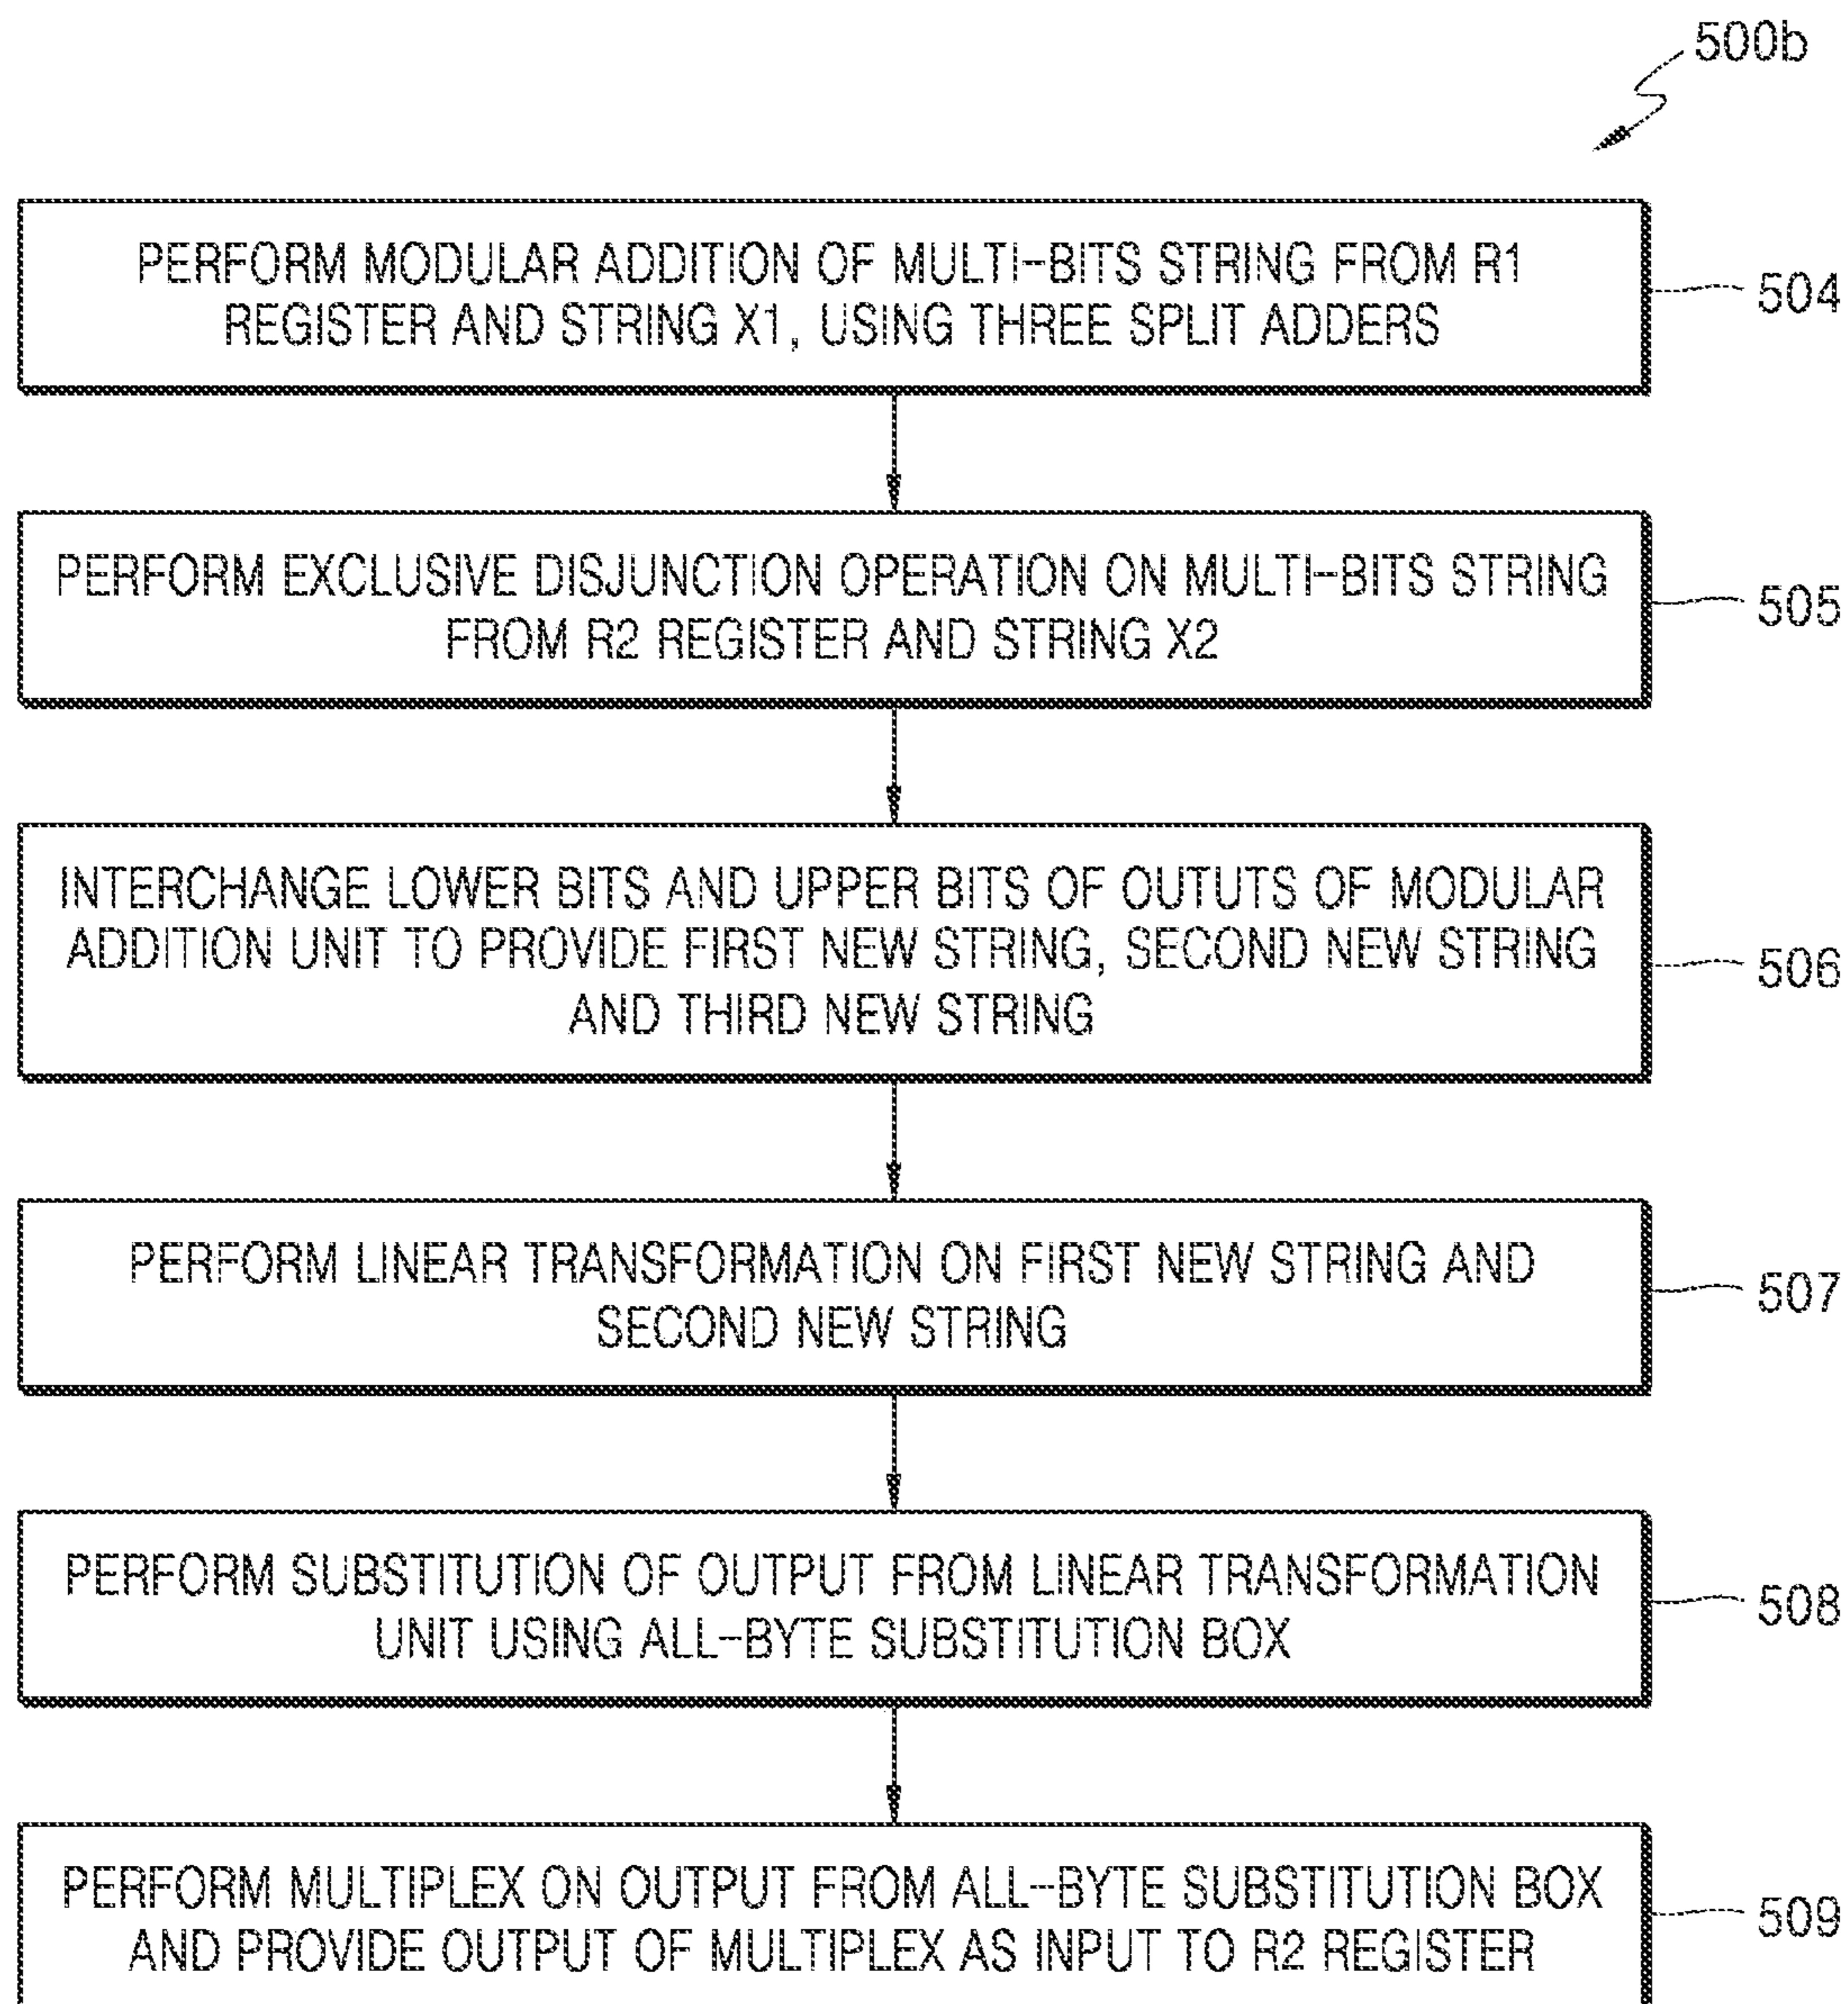 500b
PERFORM MODULAR ADDITION OF MULTI-BITS STRING FROM R1
REGISTER AND STRING X1, USING THREE SPLIT ADDERS
504
PERFORM EXCLUSIVE DISJUNCTION OPERATION ON MULTI-BITS STRING
FROM R2 REGISTER AND STRING X2
505
INTERCHANGE LOWER BITS AND UPPER BITS OF OUTUTS OF MODULAR
ADDITION UNIT TO PROVIDE FIRST NEW STRING, SECOND NEW STRING
AND THIRD NEW STRING
506
PERFORM LINEAR TRANSFORMATION ON FIRST NEW STRING AND
SECOND NEW STRING
507
PERFORM SUBSTITUTION OF OUTPUT FROM LINEAR TRANSFORMATION
UNIT USING ALL-BYTE SUBSTITUTION BOX
508
PERFORM MULTIPLEX ON OUTPUT FROM ALL-BYTE SUBSTITUTION BOX
AND PROVIDE OUTPUT OF MULTIPLEX AS INPUT TO R2 REGISTER
509